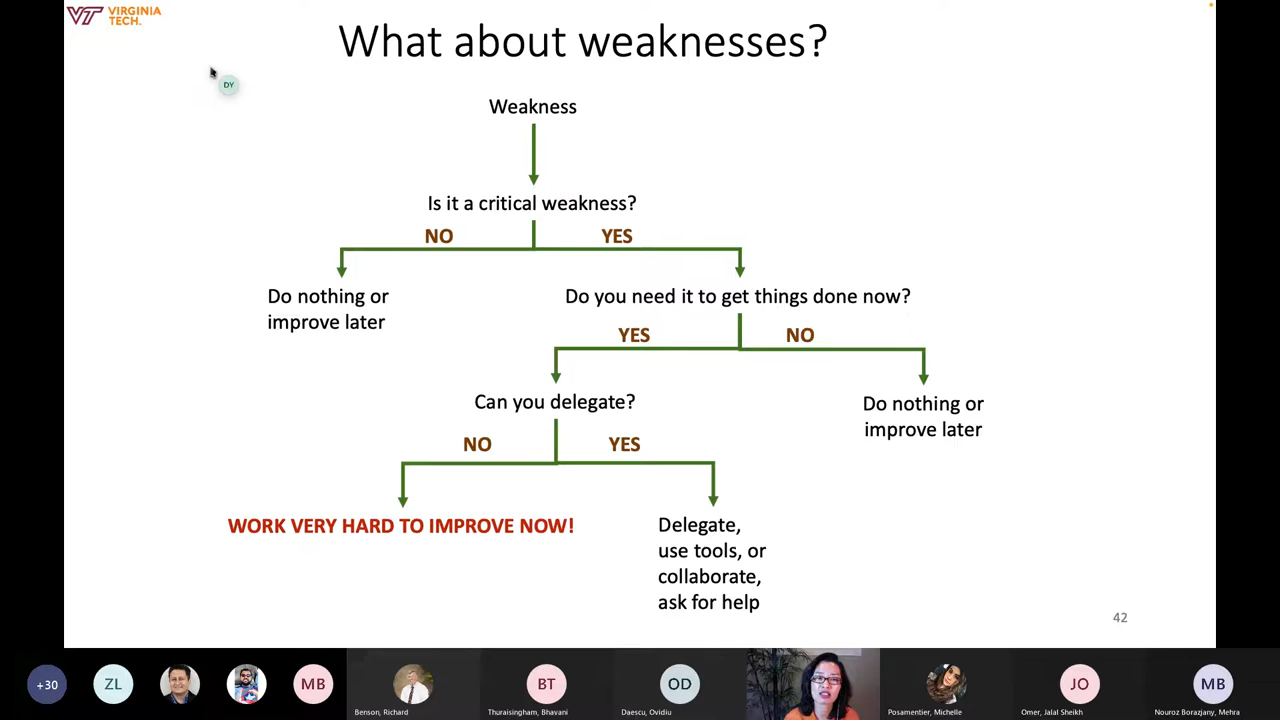 VIRGINIA
TECH.
What about weaknesses?
DY
Weakness
Is it a critical weakness?
NO
YES
Do nothing or
improve later
Do you need it to get things done now?
YES
NO
Can you delegate?
Do nothing or
improve later
NO
YES
WORK VERY HARD TO IMPROVE NOW!
Delegate,
use tools, or
collaborate,
ask for help
42
+30
ZL
MB
BT
OD
JO
MB
Benson, Richard
Thuraisingham, Bhavani
Daescu, Ovidiu
Posamentier, Michelle
Omer, Jalal Sheikh
Nouroz Borazjany, Mehra